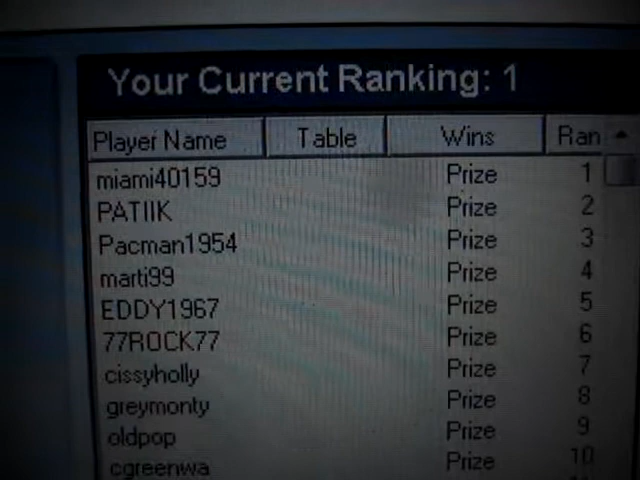 Your Current Ranking: 1
Player Name Table Wins Ran
miami40159 Prize 1
PATIIK Prize 2
Pacman1954 Prize 3
marti99 Prize 4
EDDY1967 Prize 5
77ROCK77 Prize 6
cissyholly Prize 7
greymonty Prize 8
oldpop Prize 9
cgreenwa Prize 10